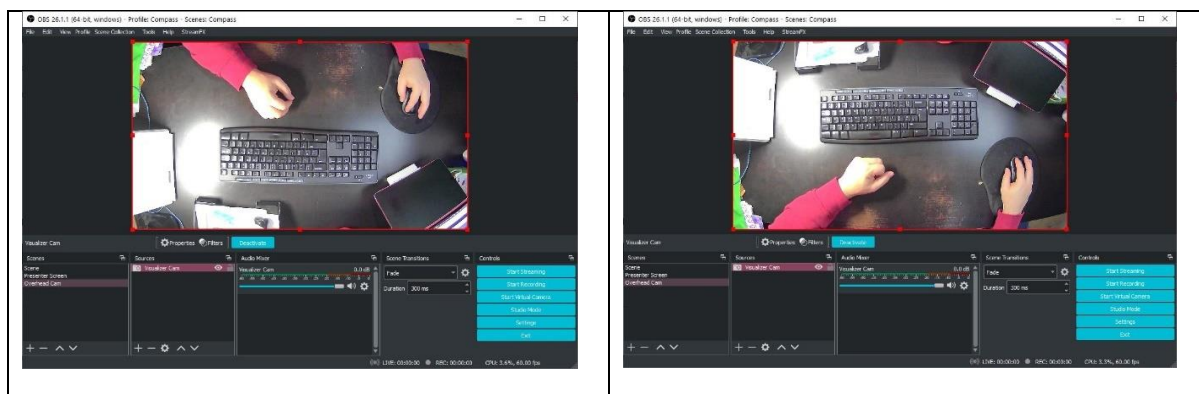 OBS 26.1.1 (64-bit, windows) - Profile: Compass - Scenes: Compass
File Edit View Profile Scene Collection Tools Help StreamFX
Visualizer Cam
Properties Filters Deactivate
Scenes Sources Audio Mixer Scene Transitions Controls
Scene
Presenter Screen
Overhead Cam
Visualizer Cam
Visualizer Cam 0.0 dB
Fade
Duration 300 ms
Start Streaming
Start Recording
Start Virtual Camera
Studio Mode
Settings
Exit
LIVE: 00:00:00 REC: 00:00:00 CPU: 3.6%, 60.00 fps
OBS 26.1.1 (64-bit, windows) - Profile: Compass - Scenes: Compass
File Edit View Profile Scene Collection Tools Help StreamFX
Visualizer Cam
Properties Filters Deactivate
Scenes Sources Audio Mixer Scene Transitions Controls
Scene
Presenter Screen
Overhead Cam
Visualizer Cam
Visualizer Cam 0.0 dB
Fade
Duration 300 ms
Start Streaming
Start Recording
Start Virtual Camera
Studio Mode
Settings
Exit
LIVE: 00:00:00 REC: 00:00:00 CPU: 3.3%, 60.00 fps